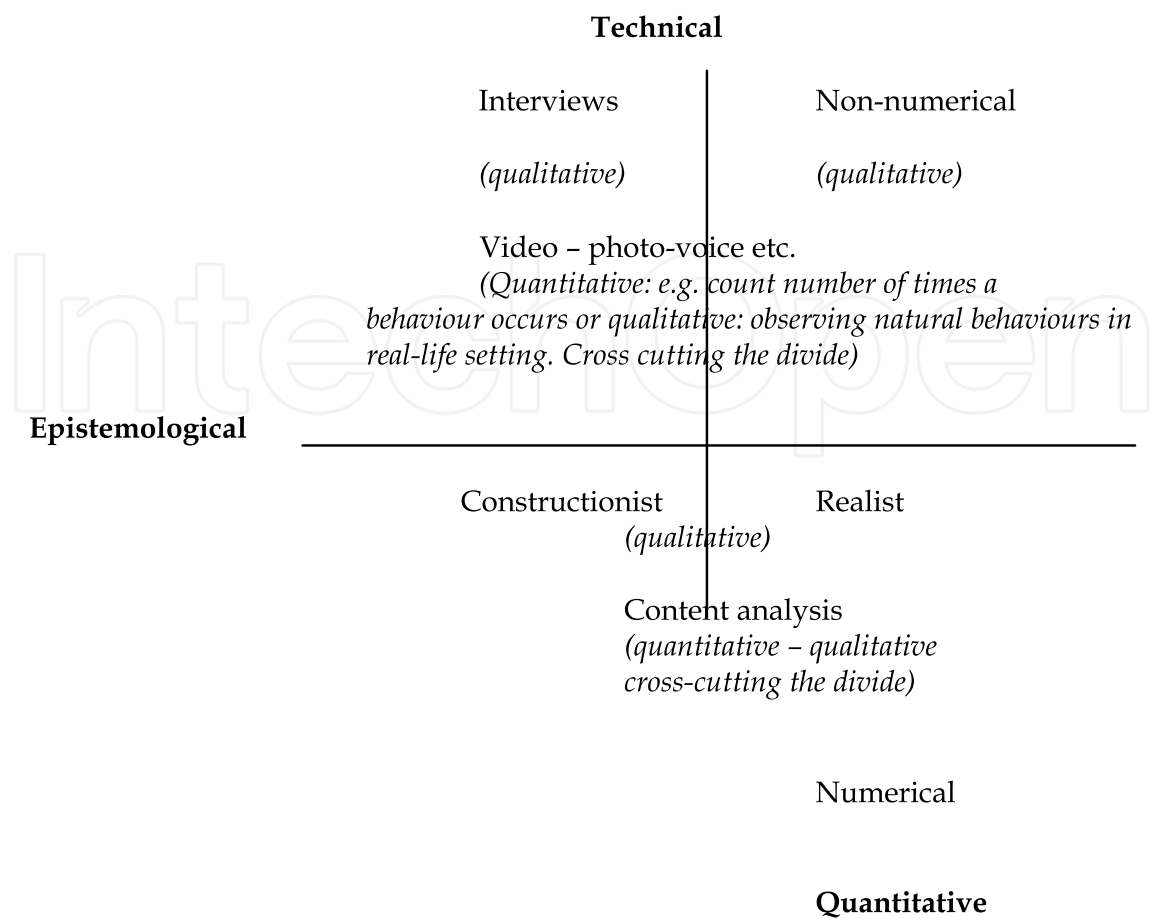 Technical
Interviews Non-numerical
(qualitative) (qualitative)
Video – photo-voice etc.
(Quantitative: e.g. count number of times a
behaviour occurs or qualitative: observing natural behaviours in
real-life setting. Cross cutting the divide)
IntechOpen
Epistemological
Constructionist Realist
(qualitative)
Content analysis
(quantitative – qualitative
cross-cutting the divide)
Numerical
Quantitative